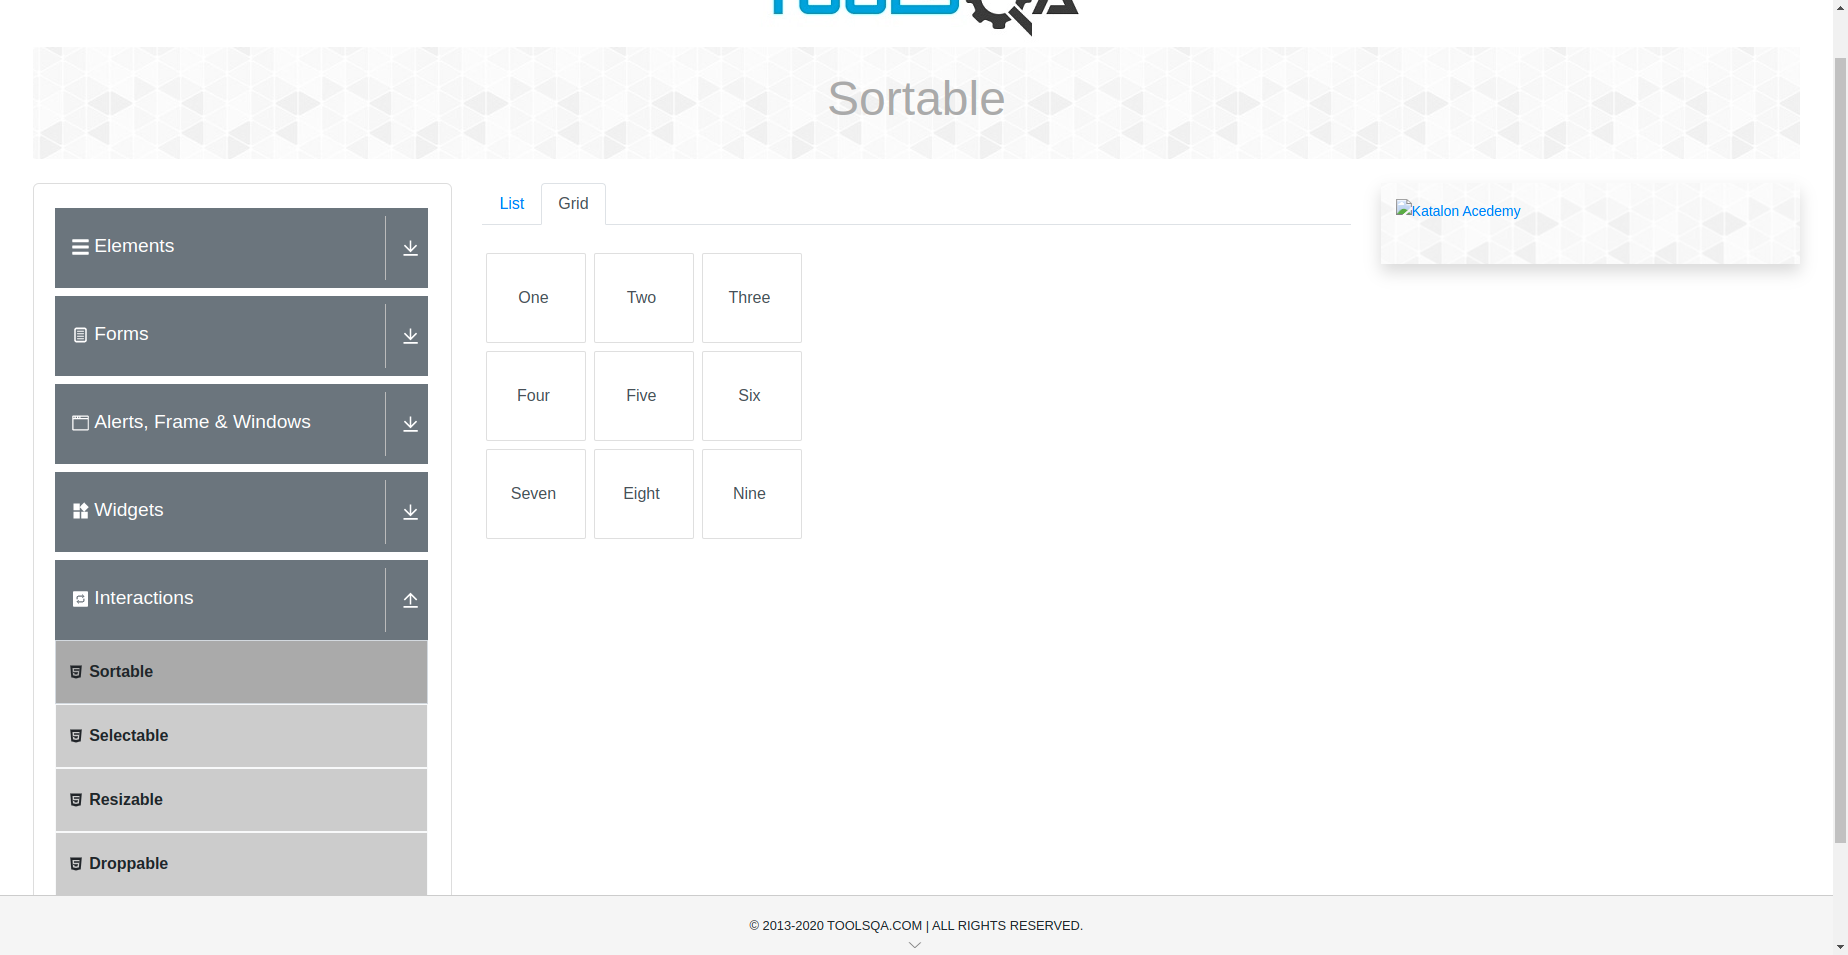 TOOLSQA
Sortable
Elements
Forms
Alerts, Frame & Windows
Widgets
Interactions
Sortable
Selectable
Resizable
Droppable
List
Grid
One
Two
Three
Four
Five
Six
Seven
Eight
Nine
Katalon Acedemy
© 2013-2020 TOOLSQA.COM | ALL RIGHTS RESERVED.